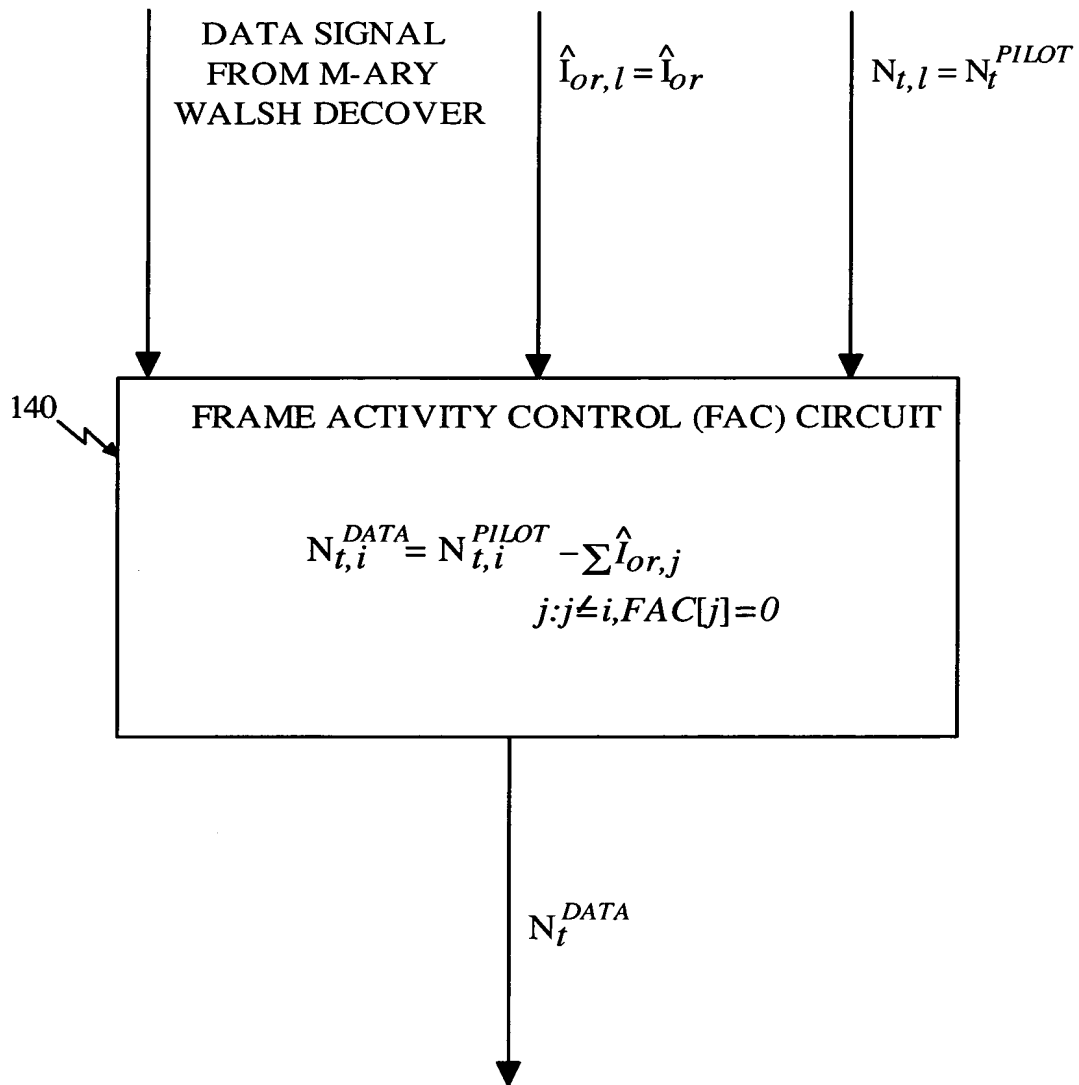 DATA SIGNAL
FROM M-ARY
WALSH DECOVER
Î_{or, l} = Î_{or}
N_{t, l} = N_t^{PILOT}
140
FRAME ACTIVITY CONTROL (FAC) CIRCUIT
N_{t, i}^{DATA} = N_{t, i}^{PILOT} - ∑ Î_{or, j}
j:j≠i,FAC[j]=0
N_t^{DATA}